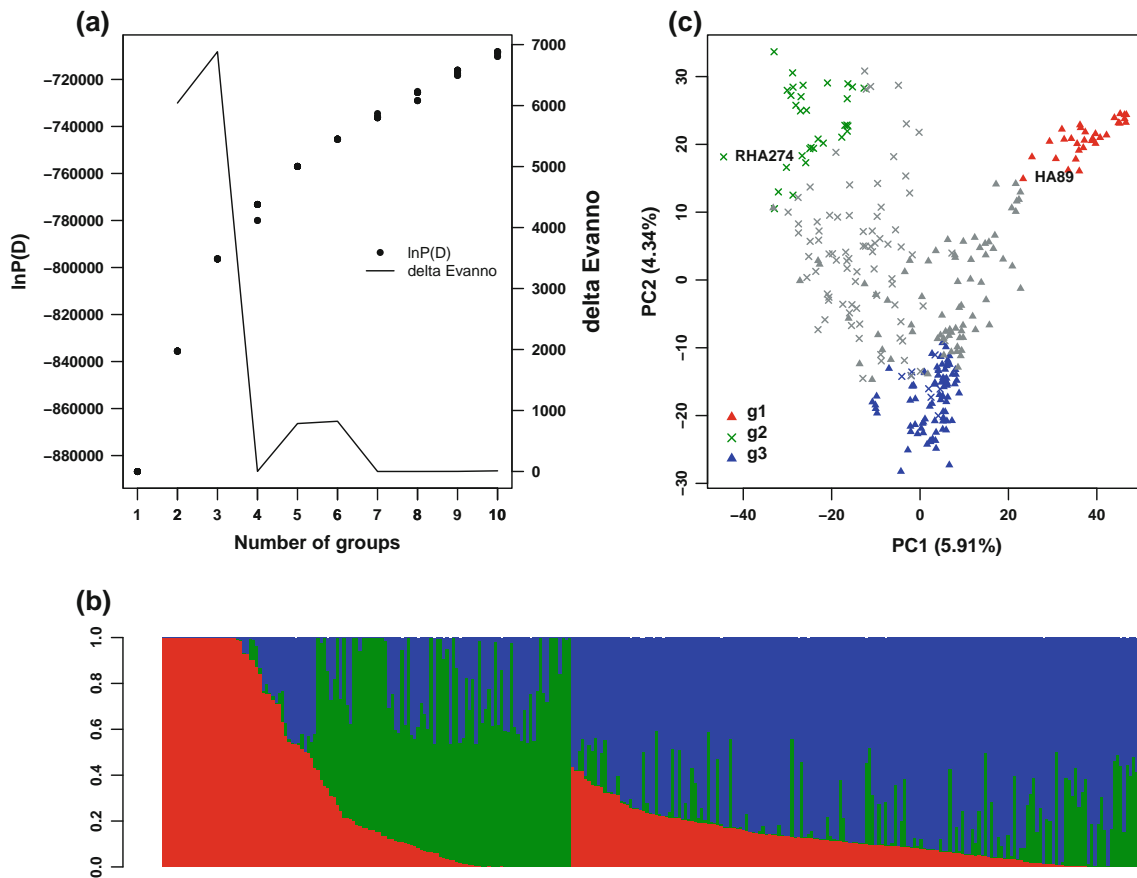 (a)
lnP(D)
−720000
−740000
−760000
−780000
−800000
−820000
−840000
−860000
−880000
7000
6000
5000
4000
3000
2000
1000
0
delta Evanno
lnP(D)
delta Evanno
1 2 3 4 5 6 7 8 9 10
Number of groups
(c)
PC2 (4.34%)
30
20
10
0
−10
−20
−30
RHA274
HA89
g1
g2
g3
−40 −20 0 20 40
PC1 (5.91%)
(b)
1.0
0.8
0.6
0.4
0.2
0.0